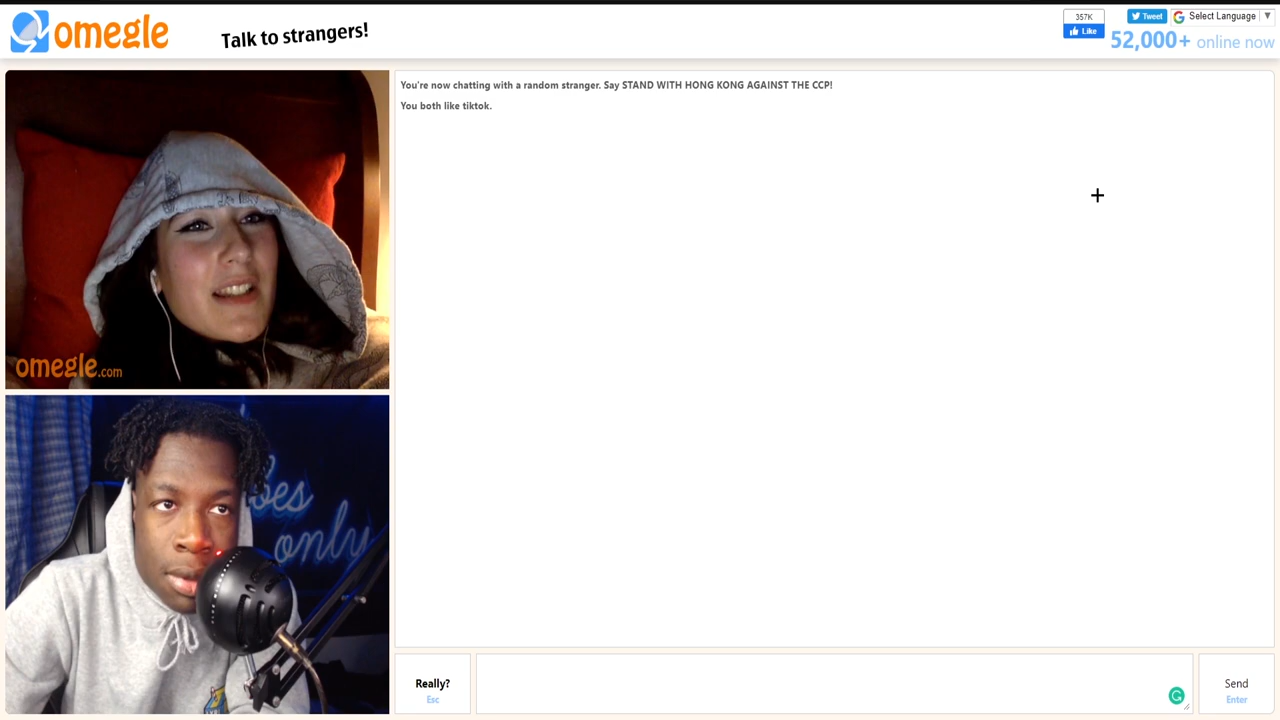 omegle
Talk to strangers!
357K
Like
Tweet
Select Language
52,000+ online now
You're now chatting with a random stranger. Say STAND WITH HONG KONG AGAINST THE CCP!
You both like tiktok.
omegle.com
only
Really?
Esc
Send
Enter